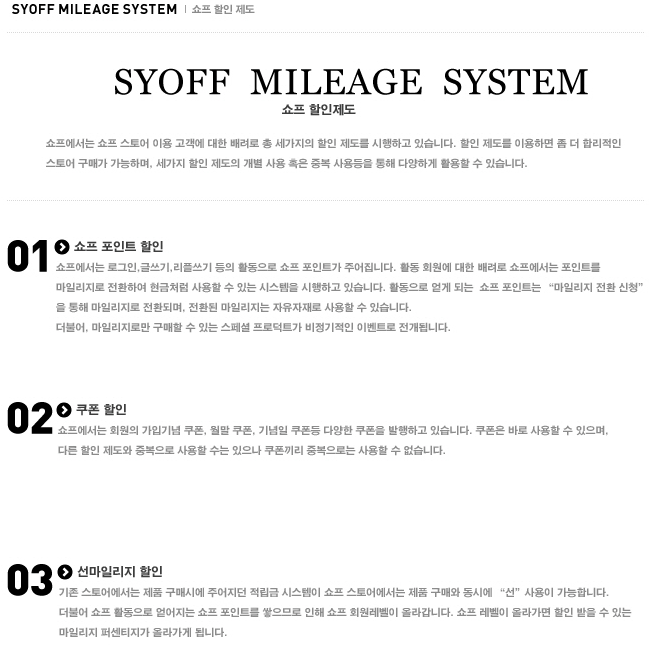 SYOFF MILEAGE SYSTEM | 쇼프 할인 제도
SYOFF MILEAGE SYSTEM
쇼프 할인제도
쇼프에서는 쇼프 스토어 이용 고객에 대한 배려로 총 세가지의 할인 제도를 시행하고 있습니다. 할인 제도를 이용하면 좀 더 합리적인
스토어 구매가 가능하며, 세가지 할인 제도의 개별 사용 혹은 중복 사용등을 통해 다양하게 활용할 수 있습니다.
01 쇼프 포인트 할인
쇼프에서는 로그인,글쓰기,리플쓰기 등의 활동으로 쇼프 포인트가 주어집니다. 활동 회원에 대한 배려로 쇼프에서는 포인트를
마일리지로 전환하여 현금처럼 사용할 수 있는 시스템을 시행하고 있습니다. 활동으로 얻게 되는 쇼프 포인트는 “마일리지 전환 신청”
을 통해 마일리지로 전환되며, 전환된 마일리지는 자유자재로 사용할 수 있습니다.
더불어, 마일리지로만 구매할 수 있는 스페셜 프로덕트가 비정기적인 이벤트로 전개됩니다.
02 쿠폰 할인
쇼프에서는 회원의 가입기념 쿠폰, 월말 쿠폰, 기념일 쿠폰등 다양한 쿠폰을 발행하고 있습니다. 쿠폰은 바로 사용할 수 있으며,
다른 할인 제도와 중복으로 사용할 수는 있으나 쿠폰끼리 중복으로는 사용할 수 없습니다.
03 선마일리지 할인
기존 스토어에서는 제품 구매시에 주어지던 적립금 시스템이 쇼프 스토어에서는 제품 구매와 동시에 “선” 사용이 가능합니다.
더불어 쇼프 활동으로 얻어지는 쇼프 포인트를 쌓으므로 인해 쇼프 회원레벨이 올라갑니다. 쇼프 레벨이 올라가면 할인 받을 수 있는
마일리지 퍼센티지가 올라가게 됩니다.